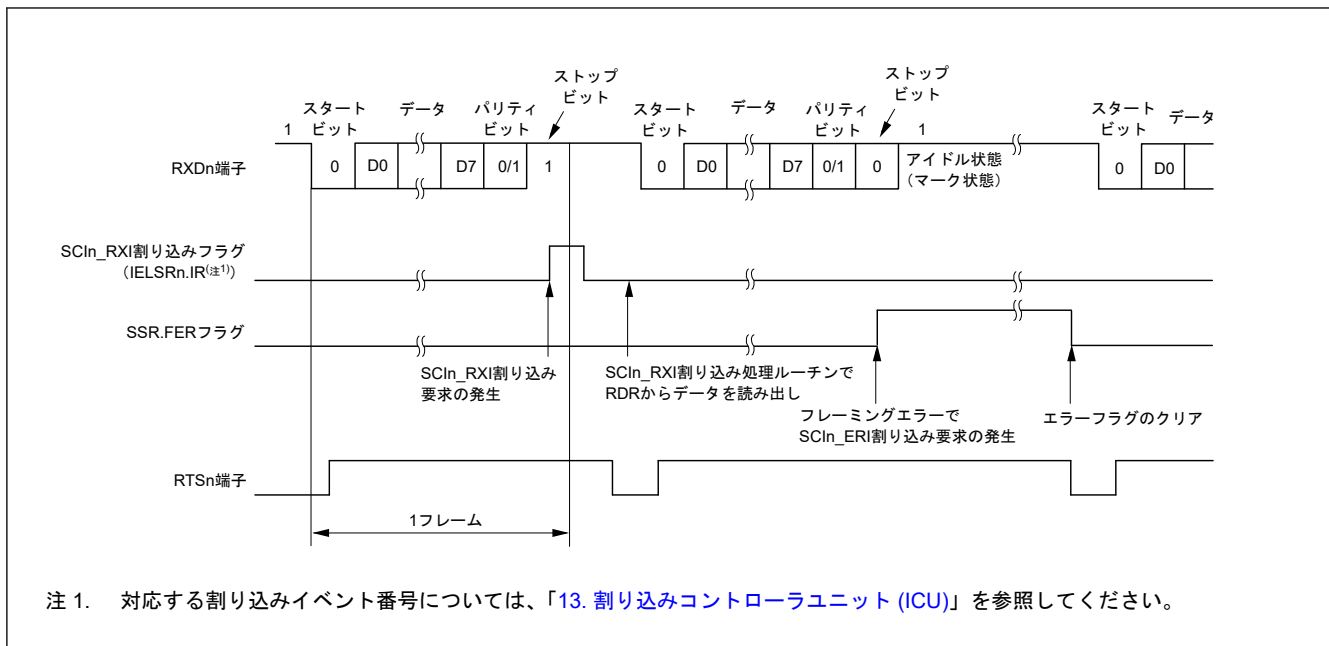 ストップ
ビット
ストップ
ビット
スタート
ビット
データ
パリティ
ビット
スタート
ビット
データ
パリティ
ビット
スタート
ビット
データ
1
1
RXDn端子
0
D0
D7
0/1
1
0
D0
D7
0/1
0
アイドル状態
（マーク状態）
0
D0
SCIn_RXI割り込みフラグ
（IELSRn.IR(注1)）
SSR.FERフラグ
SCIn_RXI割り込み
要求の発生
SCIn_RXI割り込み処理ルーチンで
RDRからデータを読み出し
フレーミングエラーで
SCIn_ERI割り込み要求の発生
エラーフラグのクリア
RTSn端子
1フレーム
注 1. 対応する割り込みイベント番号については、「13. 割り込みコントローラユニット (ICU)」を参照してください。